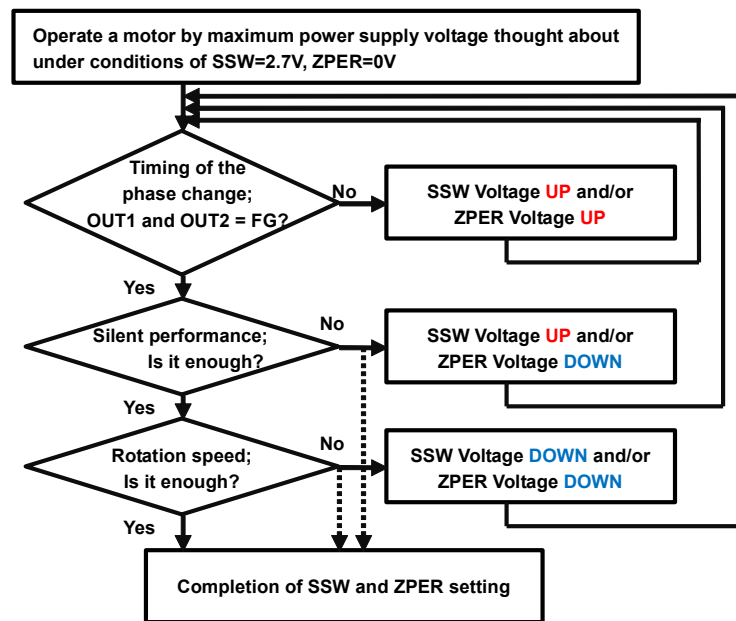 Operate a motor by maximum power supply voltage thought about
under conditions of SSW=2.7V, ZPER=0V
Timing of the
phase change;
OUT1 and OUT2 = FG?
No
SSW Voltage UP and/or
ZPER Voltage UP
Yes
Silent performance;
Is it enough?
No
SSW Voltage UP and/or
ZPER Voltage DOWN
Yes
Rotation speed;
Is it enough?
No
SSW Voltage DOWN and/or
ZPER Voltage DOWN
Yes
Completion of SSW and ZPER setting